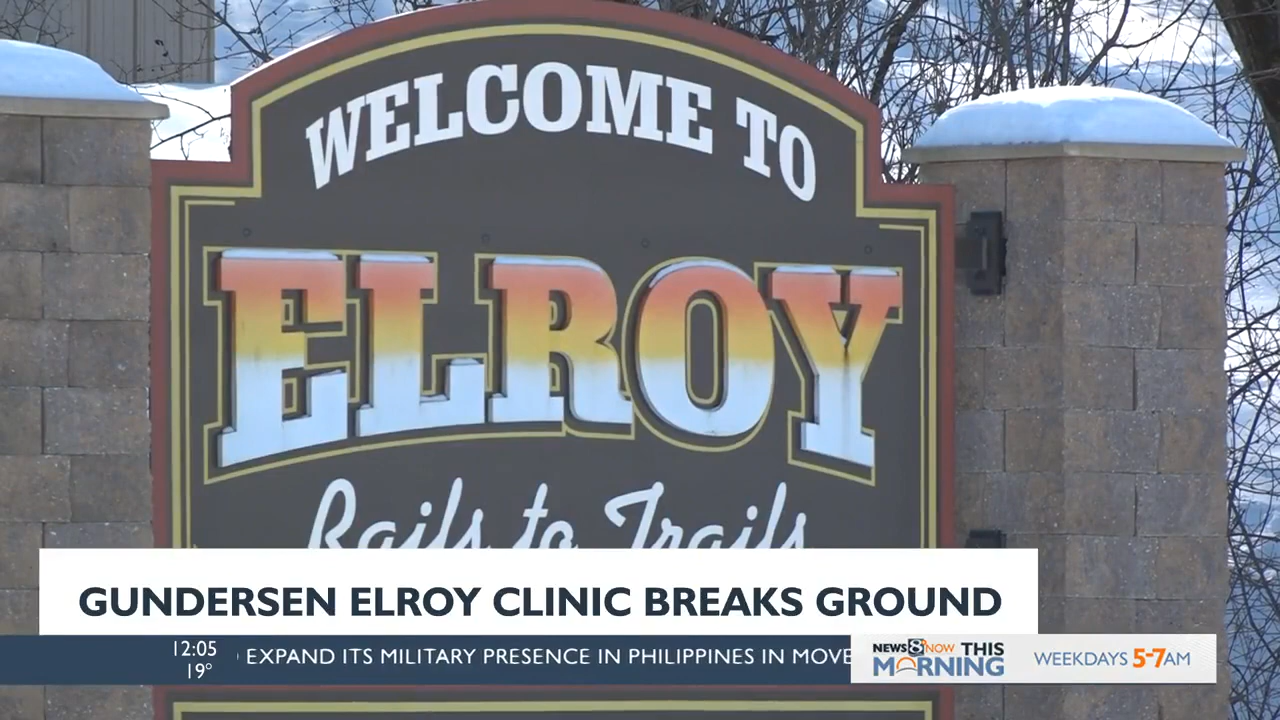 WELCOME TO
ELROY
Rails to Trails
GUNDERSEN ELROY CLINIC BREAKS GROUND
12:05
19°
EXPAND ITS MILITARY PRESENCE IN PHILIPPINES IN MOVE
NEWS 8 NOW THIS
MORNING
WEEKDAYS 5-7AM